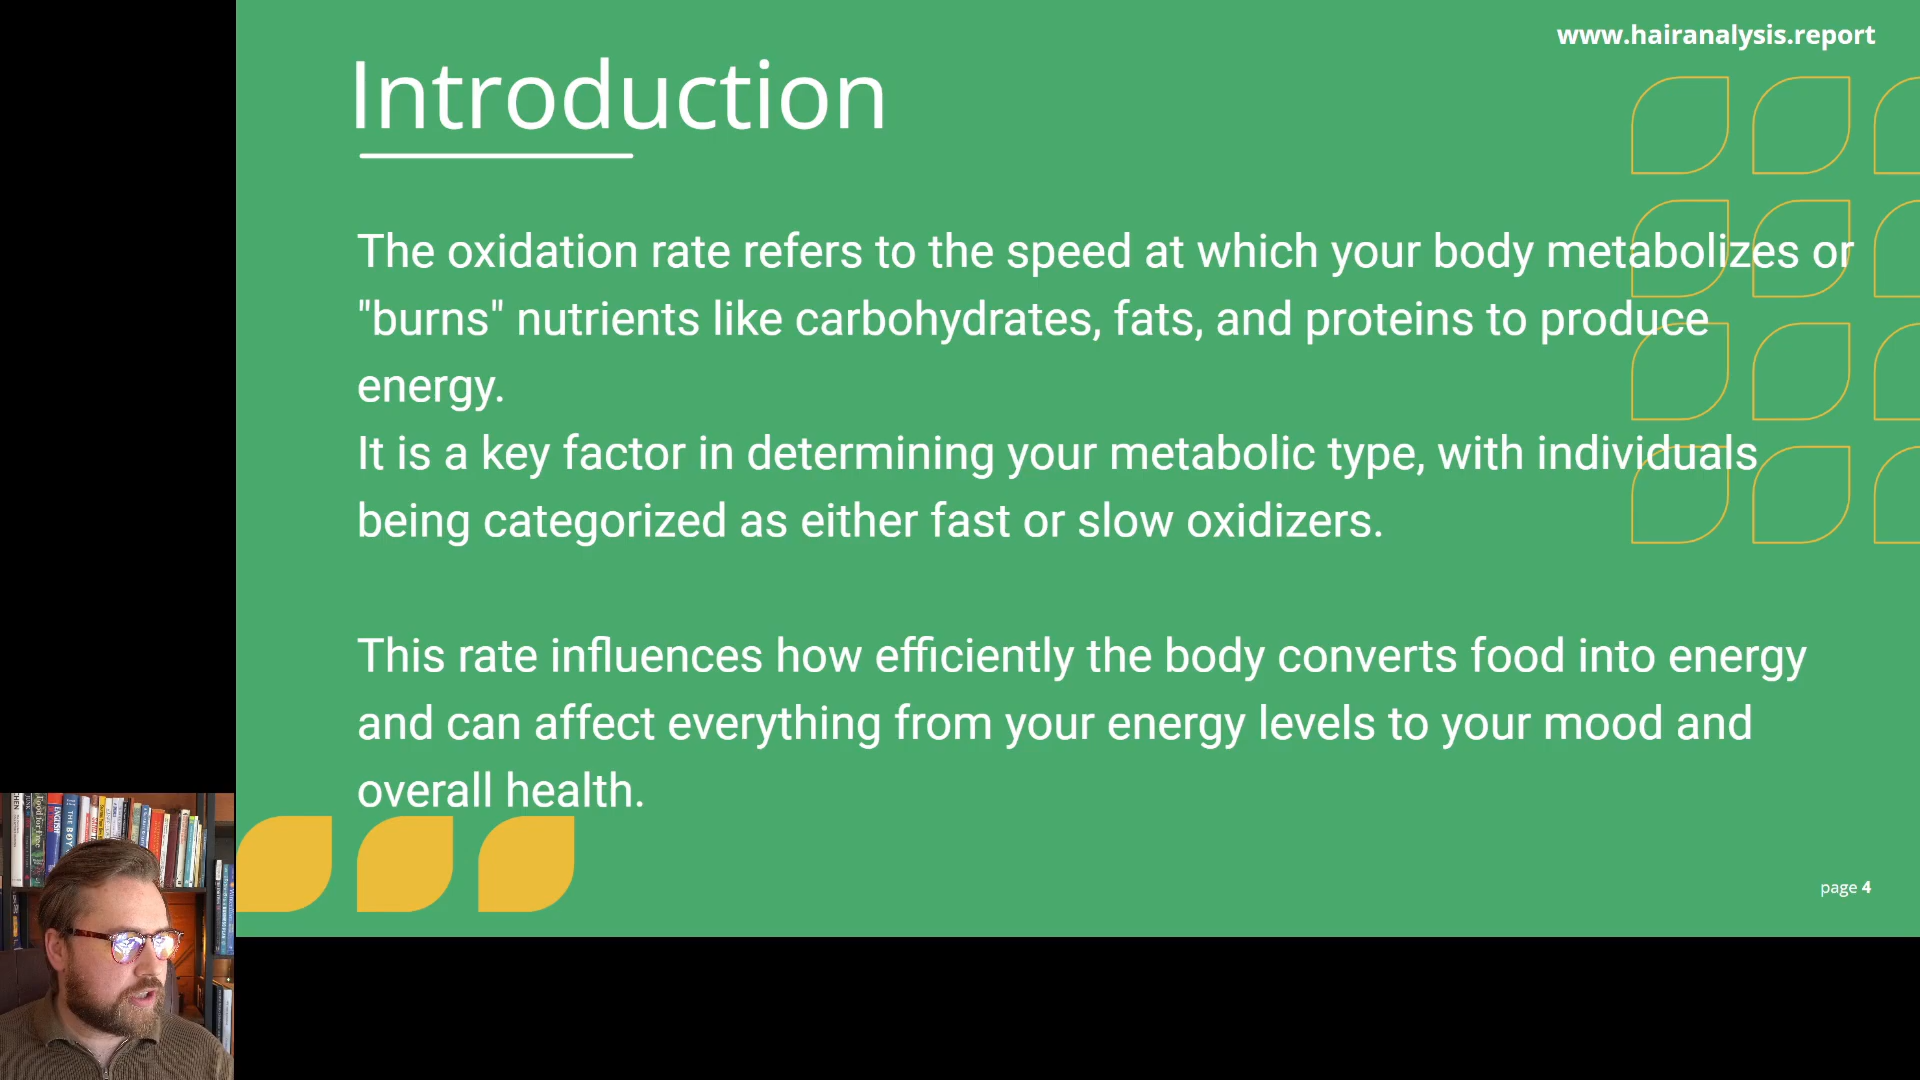 www.hairanalysis.report
Introduction
The oxidation rate refers to the speed at which your body metabolizes or
"burns" nutrients like carbohydrates, fats, and proteins to produce
energy.
It is a key factor in determining your metabolic type, with individuals
being categorized as either fast or slow oxidizers.
This rate influences how efficiently the body converts food into energy
and can affect everything from your energy levels to your mood and
overall health.
page 4